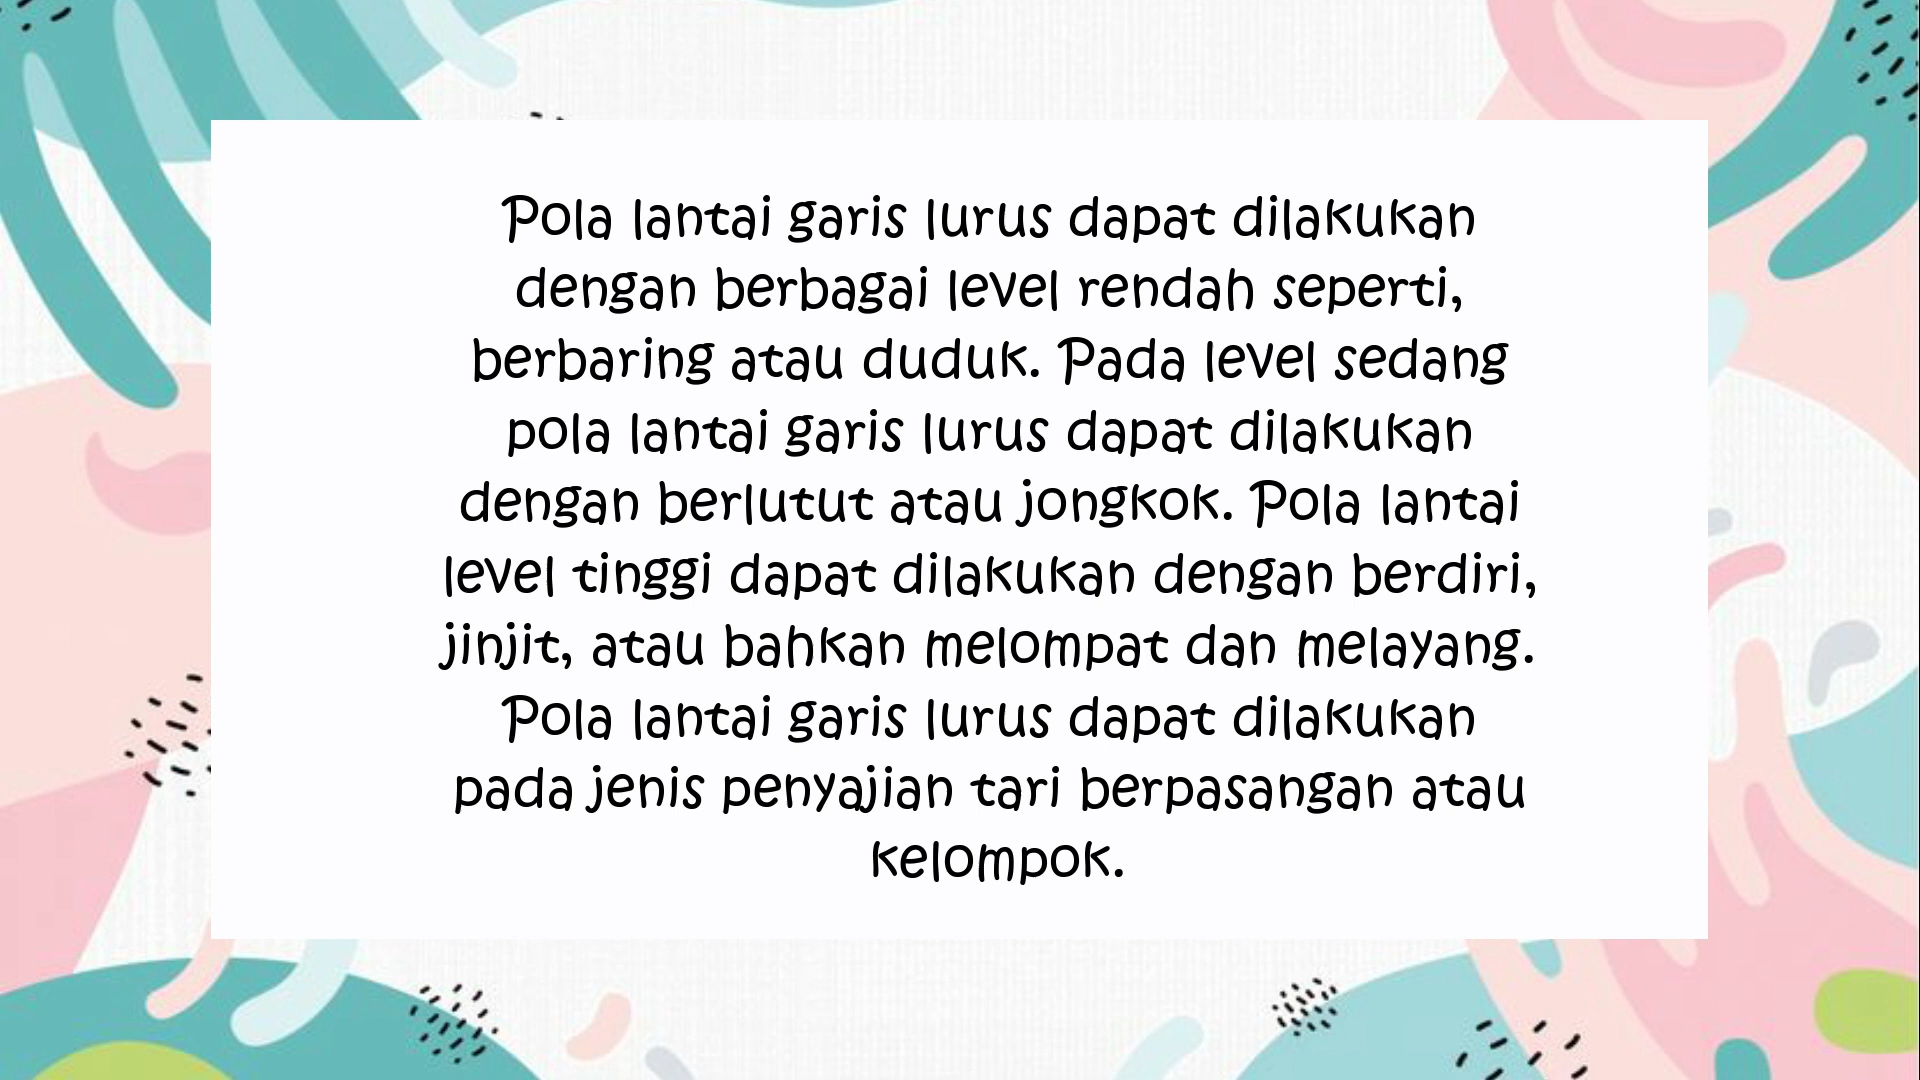 Pola lantai garis lurus dapat dilakukan
dengan berbagai level rendah seperti,
berbaring atau duduk. Pada level sedang
pola lantai garis lurus dapat dilakukan
dengan berlutut atau jongkok. Pola lantai
level tinggi dapat dilakukan dengan berdiri,
jinjit, atau bahkan melompat dan melayang.
Pola lantai garis lurus dapat dilakukan
pada jenis penyajian tari berpasangan atau
kelompok.